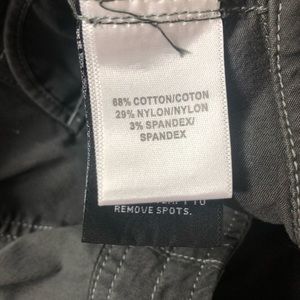 68% COTTON/COTON
29% NYLON/NYLON
3% SPANDEX/
SPANDEX
REMOVE SPOTS.